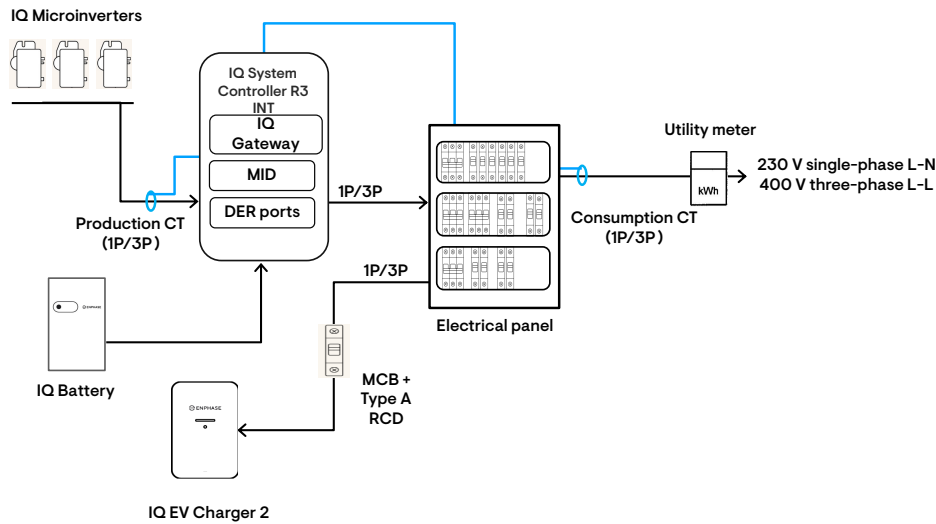 IQ Microinverters
IQ System
Controller R3
INT
IQ
Gateway
MID
DER ports
Production CT
(1P/3P)
1P/3P
1P/3P
Utility meter
kWh
230 V single-phase L-N
400 V three-phase L-L
Consumption CT
(1P/3P)
Electrical panel
ENPHASE
IQ Battery
MCB +
Type A
RCD
ENPHASE
IQ EV Charger 2